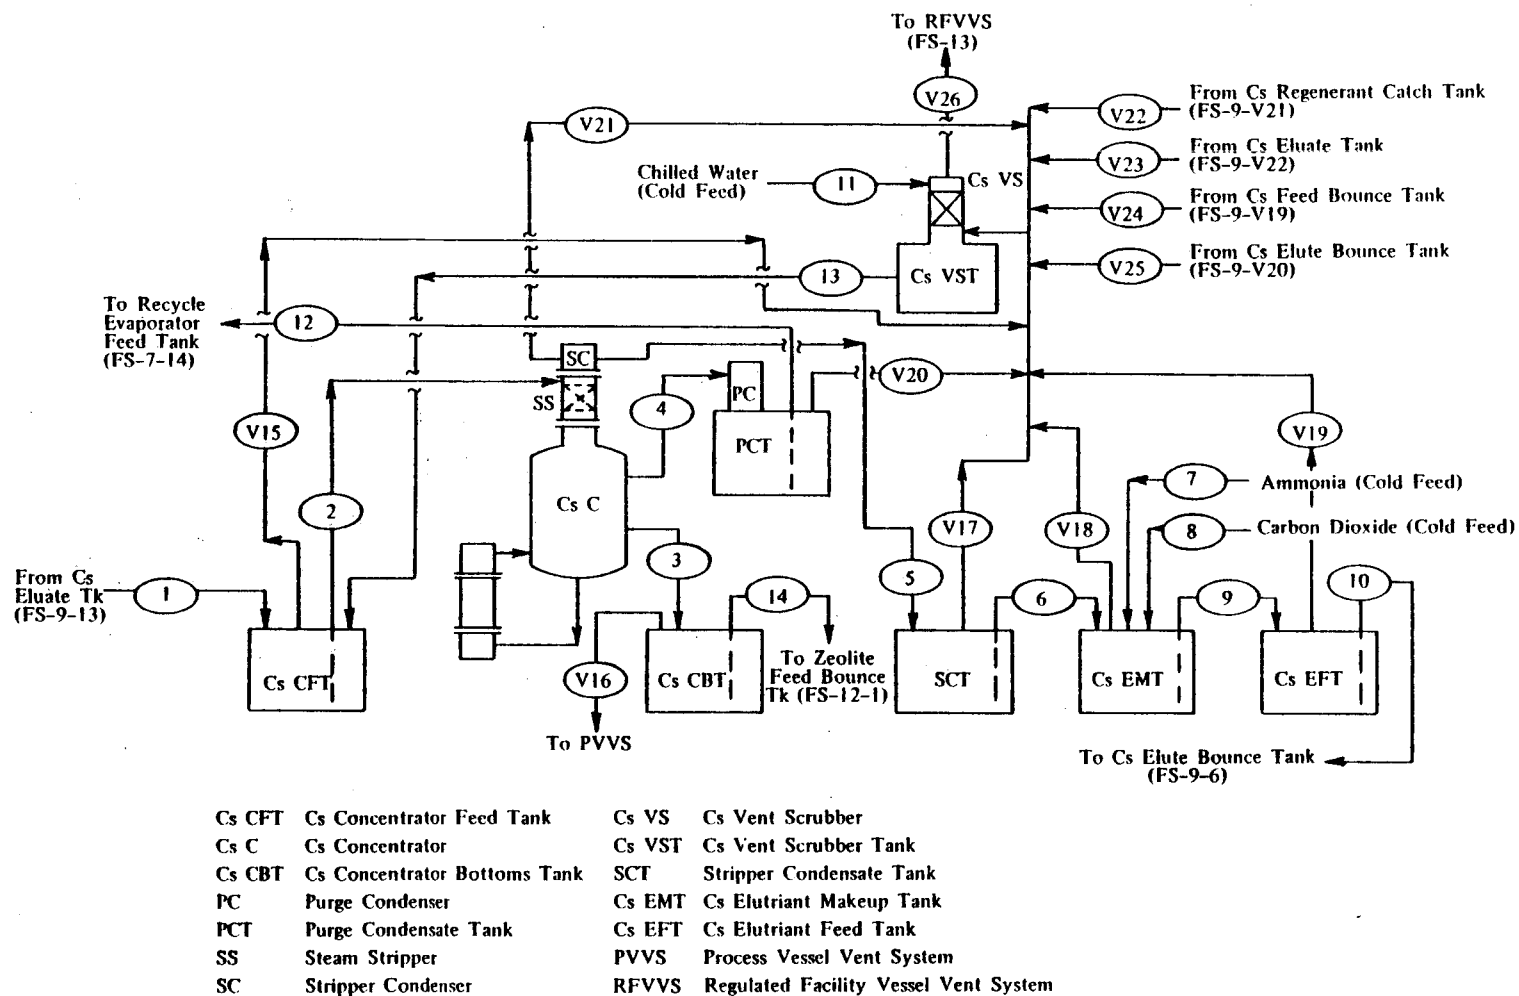 To RFVVS
(FS-13)
V26
V21
V22
From Cs Regenerant Catch Tank
(FS-9-V21)
V23
From Cs Eluate Tank
(FS-9-V22)
Chilled Water
(Cold Feed)
11
Cs VS
V24
From Cs Feed Bounce Tank
(FS-9-V19)
V25
From Cs Elute Bounce Tank
(FS-9-V20)
13
Cs VST
To Recycle
Evaporator
Feed Tank
(FS-7-14)
12
SC
SS
4
PC
V20
V15
PCT
V19
2
Cs C
7
Ammonia (Cold Feed)
V17
V18
8
Carbon Dioxide (Cold Feed)
3
5
From Cs
Eluate Tk
(FS-9-13)
1
14
6
9
10
Cs CFT
V16
Cs CBT
To Zeolite
Feed Bounce
Tk (FS-12-1)
SCT
Cs EMT
Cs EFT
To PVVS
To Cs Elute Bounce Tank
(FS-9-6)
Cs CFT Cs Concentrator Feed Tank
Cs C Cs Concentrator
Cs CBT Cs Concentrator Bottoms Tank
PC Purge Condenser
PCT Purge Condensate Tank
SS Steam Stripper
SC Stripper Condenser
Cs VS Cs Vent Scrubber
Cs VST Cs Vent Scrubber Tank
SCT Stripper Condensate Tank
Cs EMT Cs Elutriant Makeup Tank
Cs EFT Cs Elutriant Feed Tank
PVVS Process Vessel Vent System
RFVVS Regulated Facility Vessel Vent System